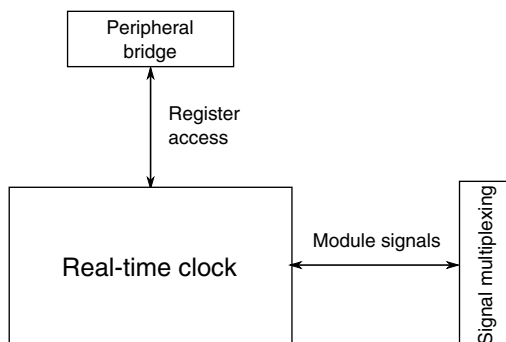 Peripheral
bridge
Register
access
Real-time clock
Module signals
Signal multiplexing